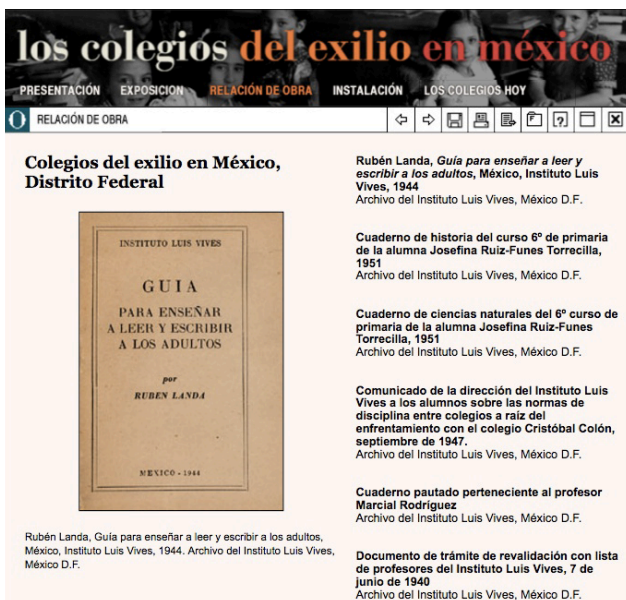 los colegios del exilio en méxico
PRESENTACIÓN EXPOSICION RELACIÓN DE OBRA INSTALACIÓN LOS COLEGIOS HOY
RELACIÓN DE OBRA
Colegios del exilio en México,
Distrito Federal
INSTITUTO LUIS VIVES
GUIA
PARA ENSEÑAR
A LEER Y ESCRIBIR
A LOS ADULTOS
por
RUBEN LANDA
MEXICO - 1944
Rubén Landa, Guía para enseñar a leer y escribir a los adultos,
México, Instituto Luis Vives, 1944. Archivo del Instituto Luis Vives,
México D.F.
Rubén Landa, Guía para enseñar a leer y
escribir a los adultos, México, Instituto Luis
Vives, 1944
Archivo del Instituto Luis Vives, México D.F.
Cuaderno de historia del curso 6º de primaria
de la alumna Josefina Ruiz-Funes Torrecilla,
1951
Archivo del Instituto Luis Vives, México D.F.
Cuaderno de ciencias naturales del 6º curso de
primaria de la alumna Josefina Ruiz-Funes
Torrecilla, 1951
Archivo del Instituto Luis Vives, México D.F.
Comunicado de la dirección del Instituto Luis
Vives a los alumnos sobre las normas de
disciplina entre colegios a raíz del
enfrentamiento con el colegio Cristóbal Colón,
septiembre de 1947.
Archivo del Instituto Luis Vives, México D.F.
Cuaderno pautado perteneciente al profesor
Marcial Rodríguez
Archivo del Instituto Luis Vives, México D.F.
Documento de trámite de revalidación con lista
de profesores del Instituto Luis Vives, 7 de
junio de 1940
Archivo del Instituto Luis Vives, México D.F.